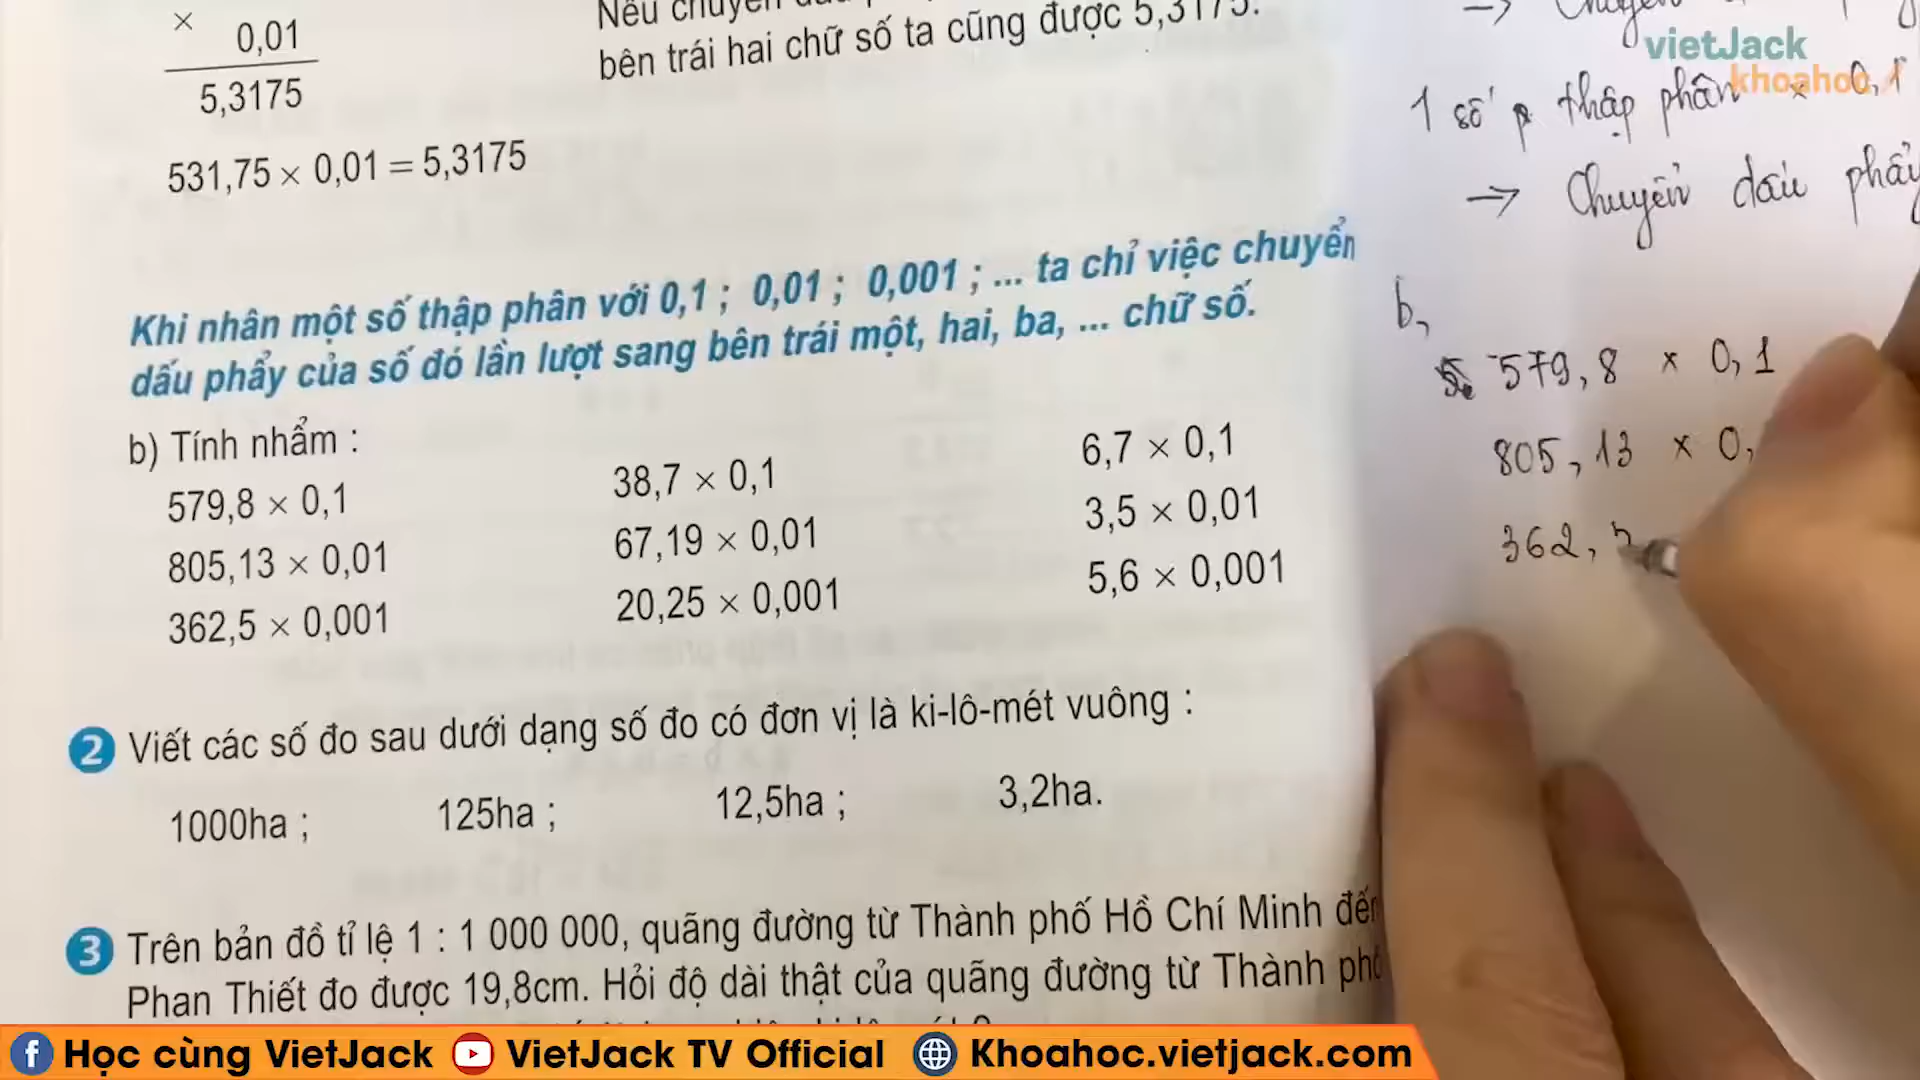 ×
0,01
5,3175
bên trái hai chữ số ta cũng được 5,3175.
531,75 × 0,01 = 5,3175
Khi nhân một số thập phân với 0,1 ; 0,01 ; 0,001 ; ... ta chỉ việc chuyển
dấu phẩy của số đó lần lượt sang bên trái một, hai, ba, ... chữ số.
b) Tính nhẩm :
579,8 × 0,1 38,7 × 0,1 6,7 × 0,1
805,13 × 0,01 67,19 × 0,01 3,5 × 0,01
362,5 × 0,001 20,25 × 0,001 5,6 × 0,001
2 Viết các số đo sau dưới dạng số đo có đơn vị là ki-lô-mét vuông :
1000ha ; 125ha ; 12,5ha ; 3,2ha.
3 Trên bản đồ tỉ lệ 1 : 1 000 000, quãng đường từ Thành phố Hồ Chí Minh đến
Phan Thiết đo được 19,8cm. Hỏi độ dài thật của quãng đường từ Thành phố
vietJack
1 số thập phân × 0,1
→ Chuyển dấu phẩy
b,
579,8 × 0,1
805,13 × 0,
362,
Học cùng VietJack VietJack TV Official Khoahoc.vietjack.com